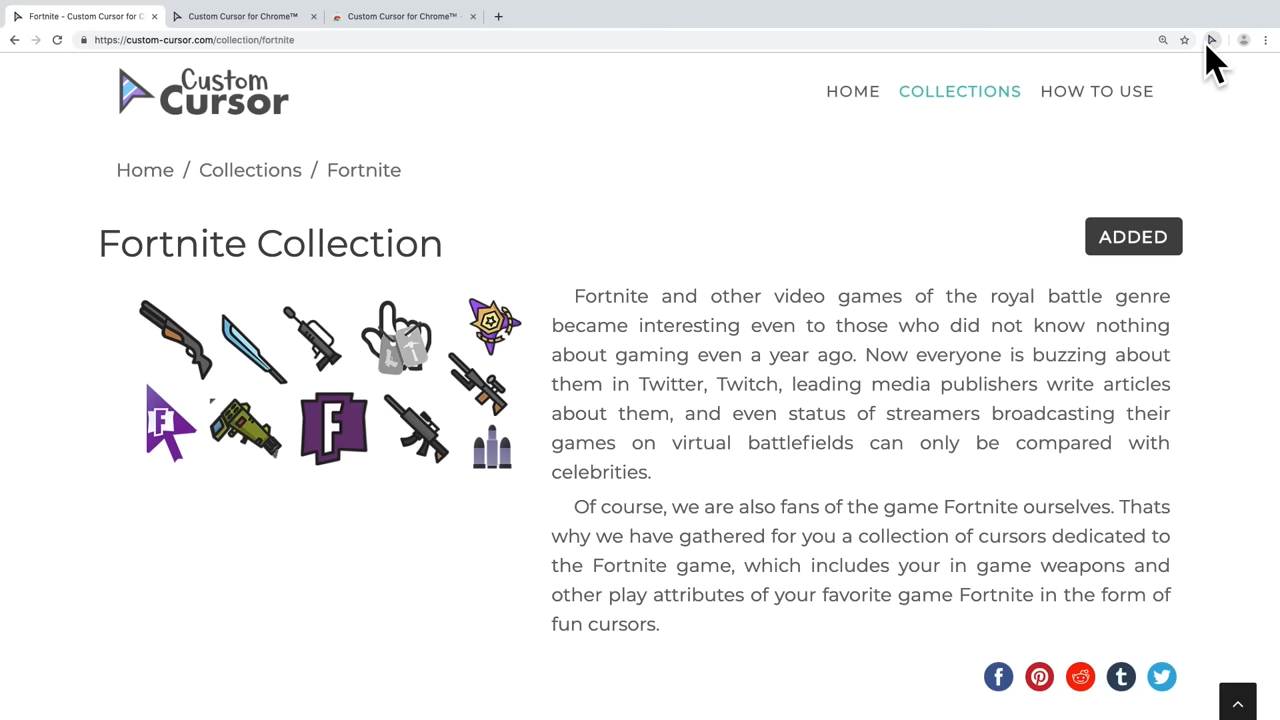 Fortnite - Custom Cursor for C
Custom Cursor for Chrome™
Custom Cursor for Chrome™
https://custom-cursor.com/collection/fortnite
Custom
Cursor
HOME
COLLECTIONS
HOW TO USE
Home / Collections / Fortnite
Fortnite Collection
ADDED
Fortnite and other video games of the royal battle genre
became interesting even to those who did not know nothing
about gaming even a year ago. Now everyone is buzzing about
them in Twitter, Twitch, leading media publishers write articles
about them, and even status of streamers broadcasting their
games on virtual battlefields can only be compared with
celebrities.
Of course, we are also fans of the game Fortnite ourselves. Thats
why we have gathered for you a collection of cursors dedicated to
the Fortnite game, which includes your in game weapons and
other play attributes of your favorite game Fortnite in the form of
fun cursors.
F
F